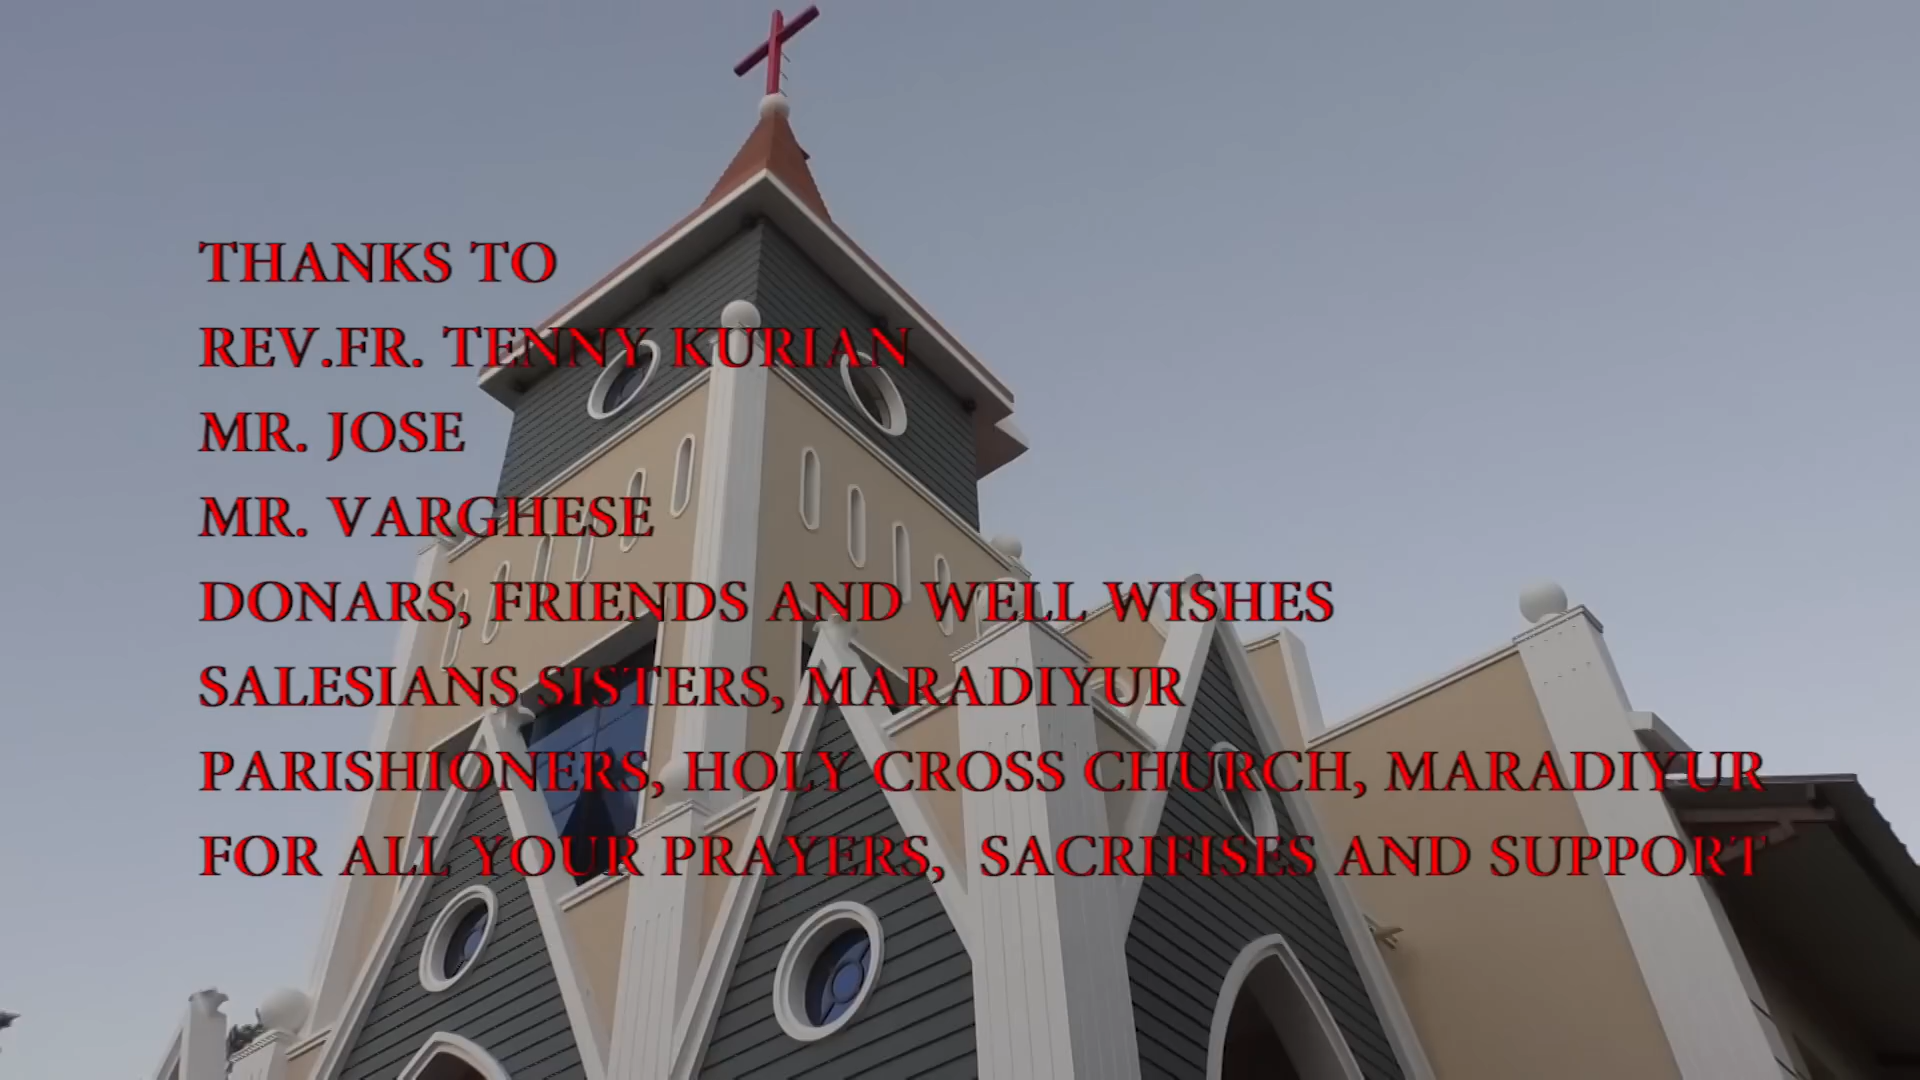 THANKS TO
REV.FR. TENNY KURIAN
MR. JOSE
MR. VARGHESE
DONARS, FRIENDS AND WELL WISHES
SALESIANS SISTERS, MARADIYUR
PARISHIONERS, HOLY CROSS CHURCH, MARADIYUR
FOR ALL YOUR PRAYERS, SACRIFISES AND SUPPORT